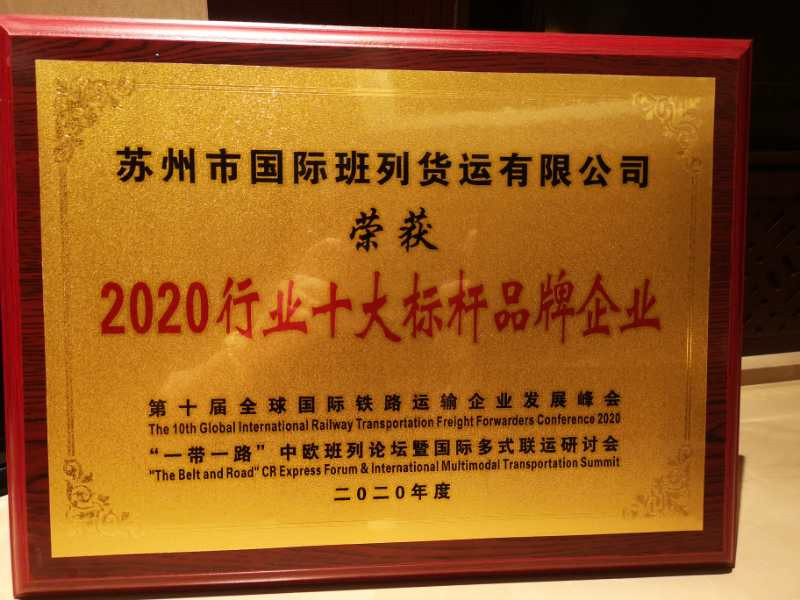 苏州市国际班列货运有限公司
荣获
2020行业十大标杆品牌企业
第十届全球国际铁路运输企业发展峰会
The 10th Global International Railway Transportation Freight Forwarders Conference 2020
“一带一路”中欧班列论坛暨国际多式联运研讨会
"The Belt and Road" CR Express Forum & International Multimodal Transportation Summit
二〇二〇年度